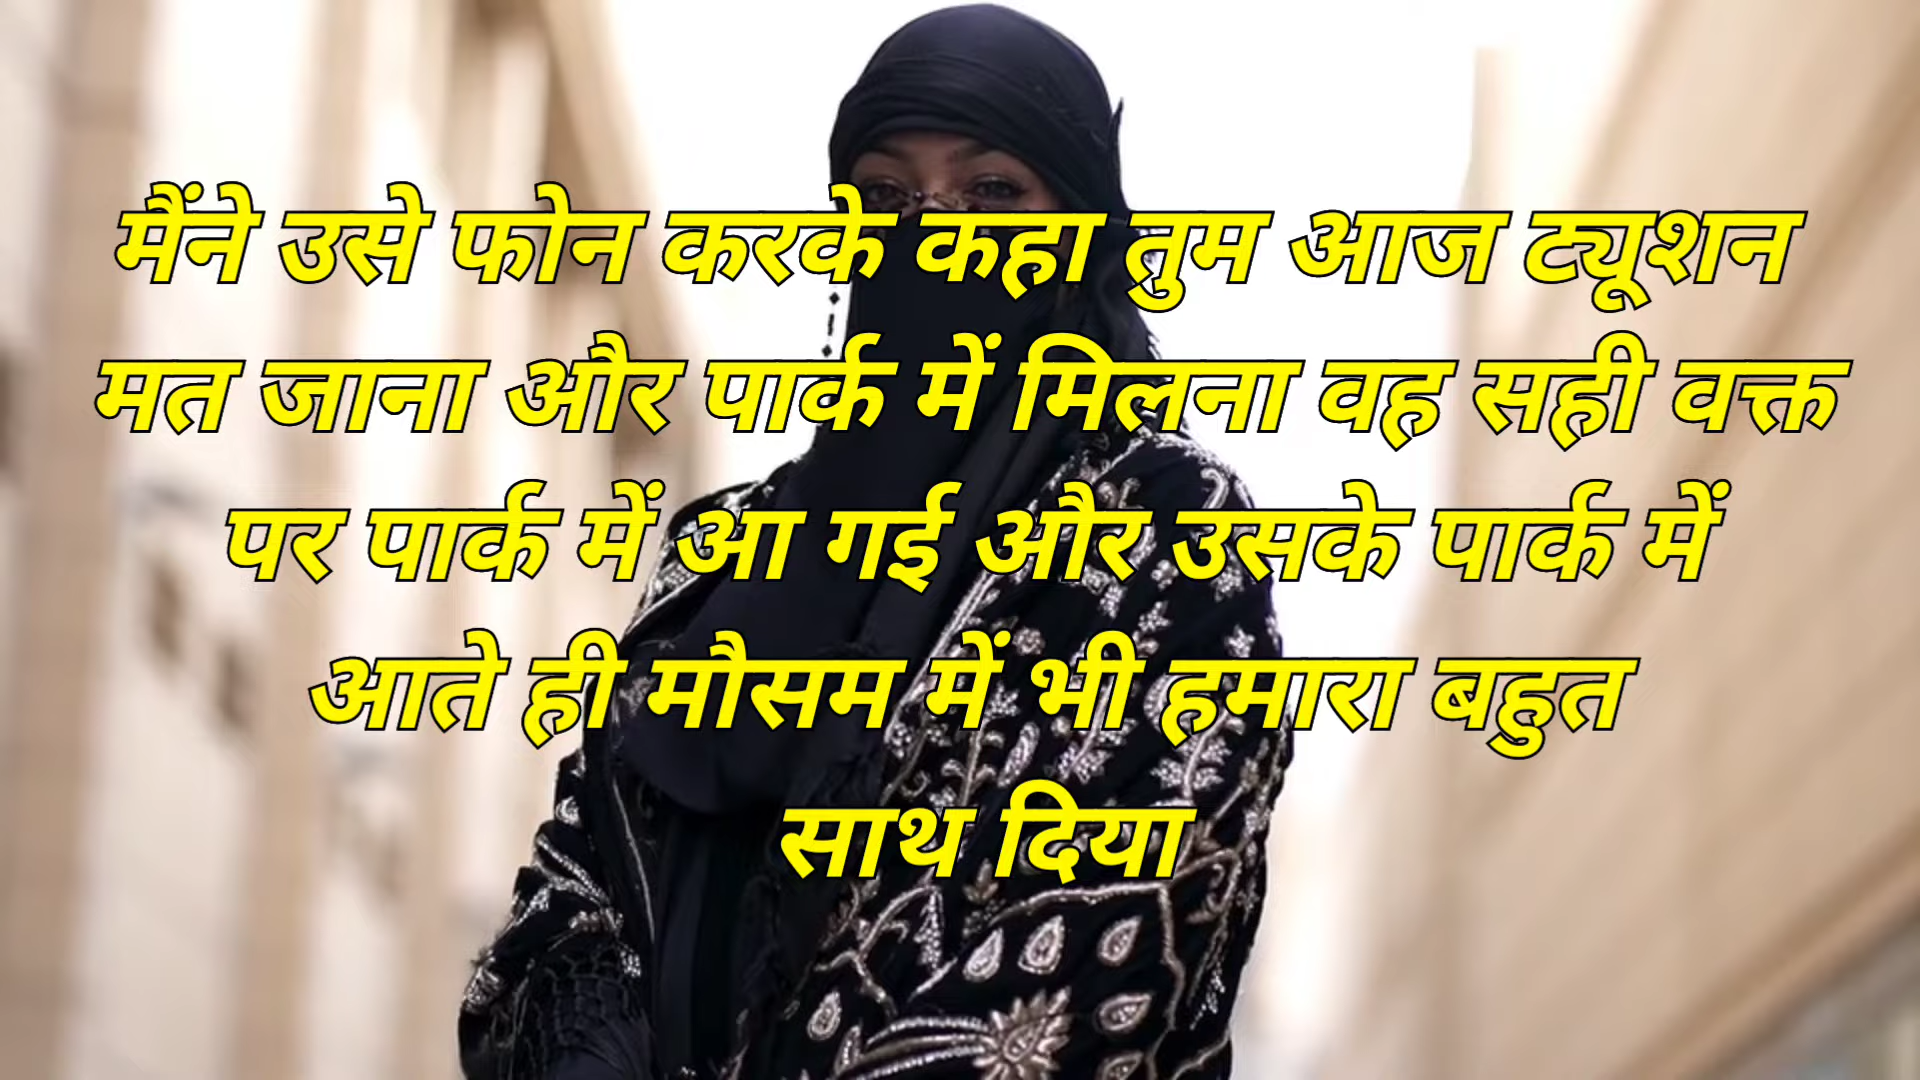 मैंने उसे फोन करके कहा तुम आज ट्यूशन
मत जाना और पार्क में मिलना वह सही वक्त
पर पार्क में आ गई और उसके पार्क में
आते ही मौसम में भी हमारा बहुत
साथ दिया